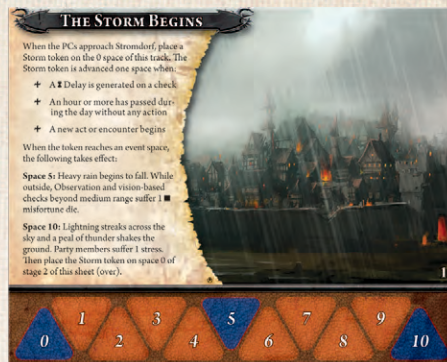 THE STORM BEGINS
When the PCs approach Stromdorf, place a
Storm token on the 0 space of this track. The
Storm token is advanced one space when:
+ A Delay is generated on a check
+ An hour or more has passed dur-
ing the day without any action
+ A new act or encounter begins
When the token reaches an event space,
the following takes effect:
Space 5: Heavy rain begins to fall. While
outside, Observation and vision-based
checks beyond medium range suffer 1 ■
misfortune die.
Space 10: Lightning streaks across the
sky and a peal of thunder shakes the
ground. Party members suffer 1 stress.
Then place the Storm token on space 0 of
stage 2 of this sheet (over).
0 1 2 3 4 5 6 7 8 9 10